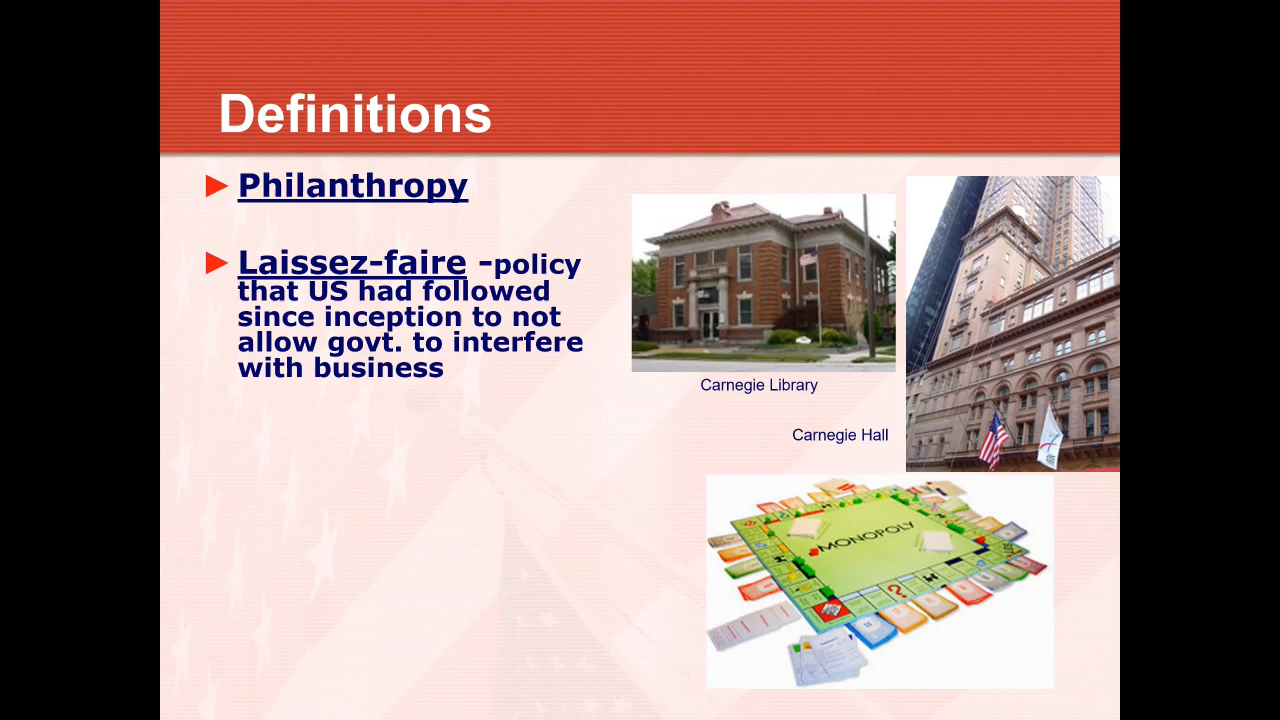 Definitions
Philanthropy
Laissez-faire -policy
that US had followed
since inception to not
allow govt. to interfere
with business
Carnegie Library
Carnegie Hall
MONOPOLY